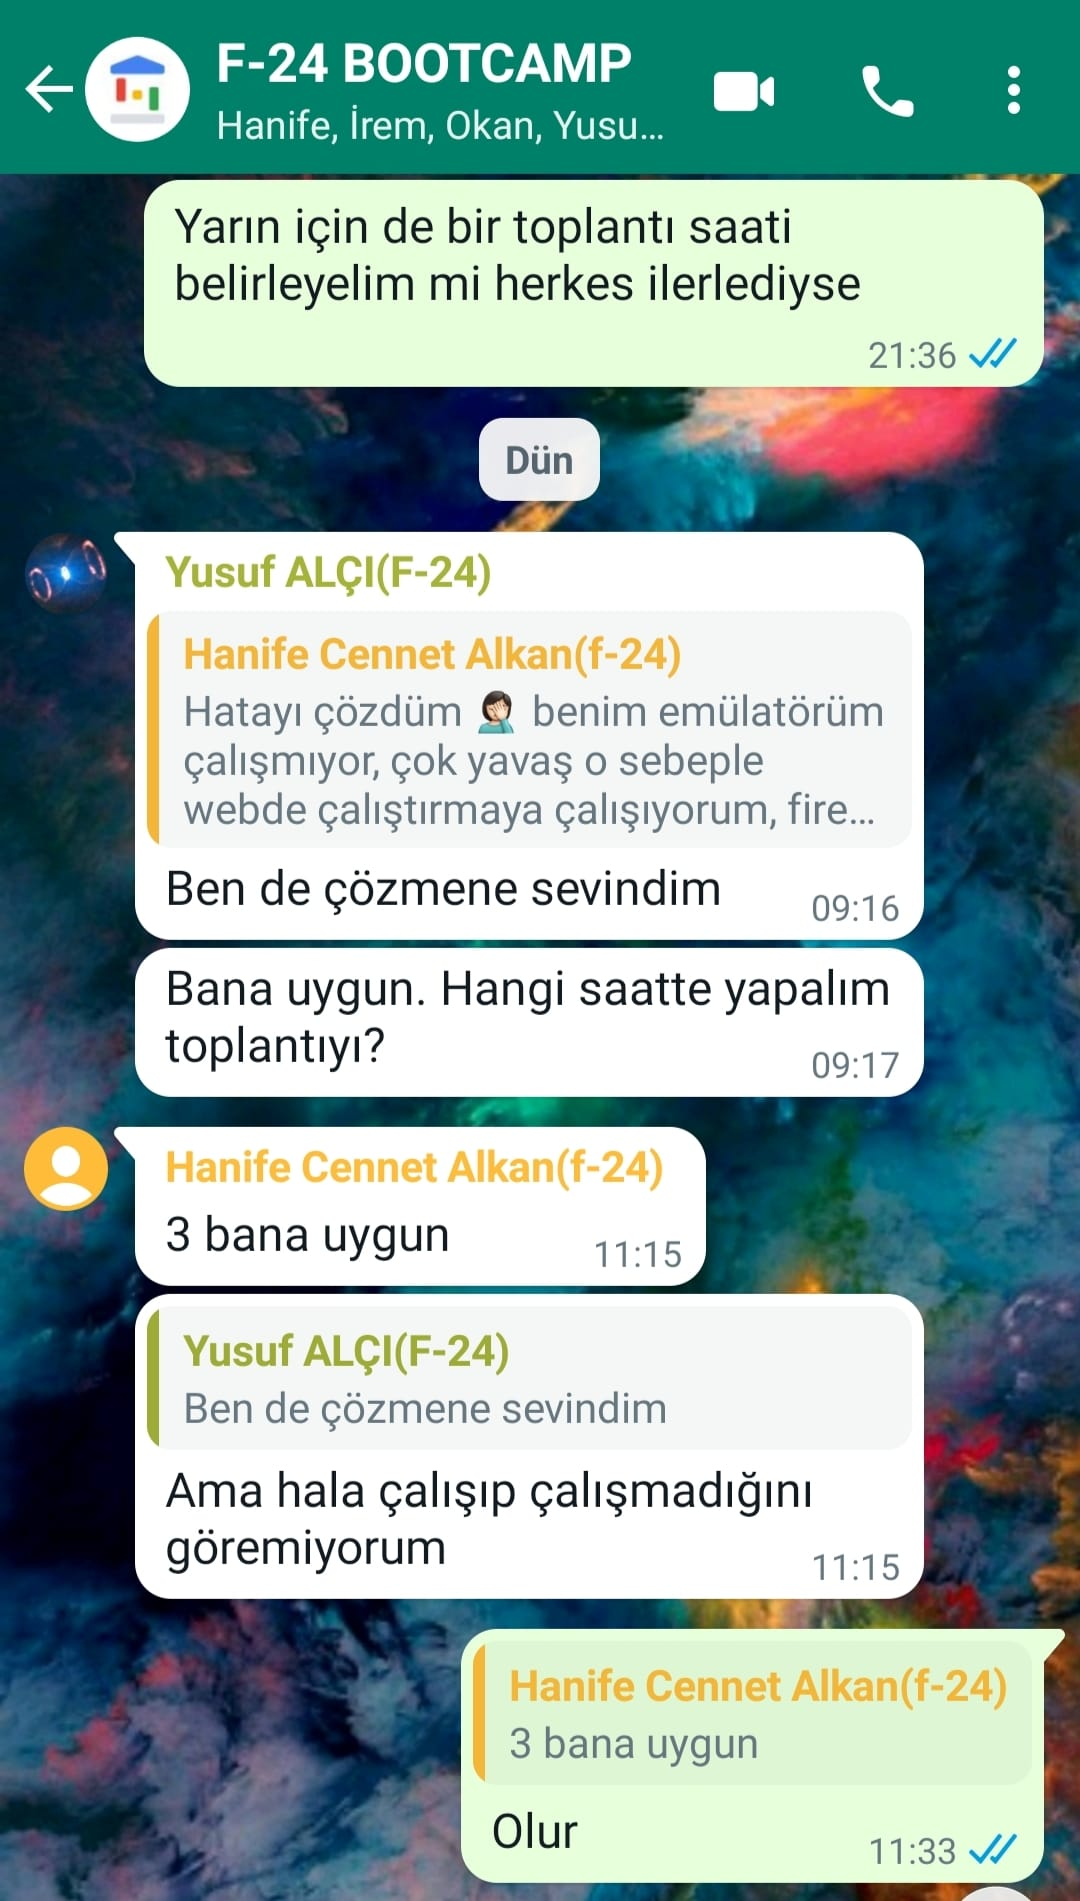 F-24 BOOTCAMP
Hanife, İrem, Okan, Yusu...
Yarın için de bir toplantı saati
belirleyelim mi herkes ilerlediyse
21:36
Dün
Yusuf ALÇI(F-24)
Hanife Cennet Alkan(f-24)
Hatayı çözdüm 🤦🏻‍♀️ benim emülatörüm
çalışmıyor, çok yavaş o sebeple
webde çalıştırmaya çalışıyorum, fire...
Ben de çözmene sevindim
09:16
Bana uygun. Hangi saatte yapalım
toplantıyı?
09:17
Hanife Cennet Alkan(f-24)
3 bana uygun
11:15
Yusuf ALÇI(F-24)
Ben de çözmene sevindim
Ama hala çalışıp çalışmadığını
göremiyorum
11:15
Hanife Cennet Alkan(f-24)
3 bana uygun
Olur
11:33